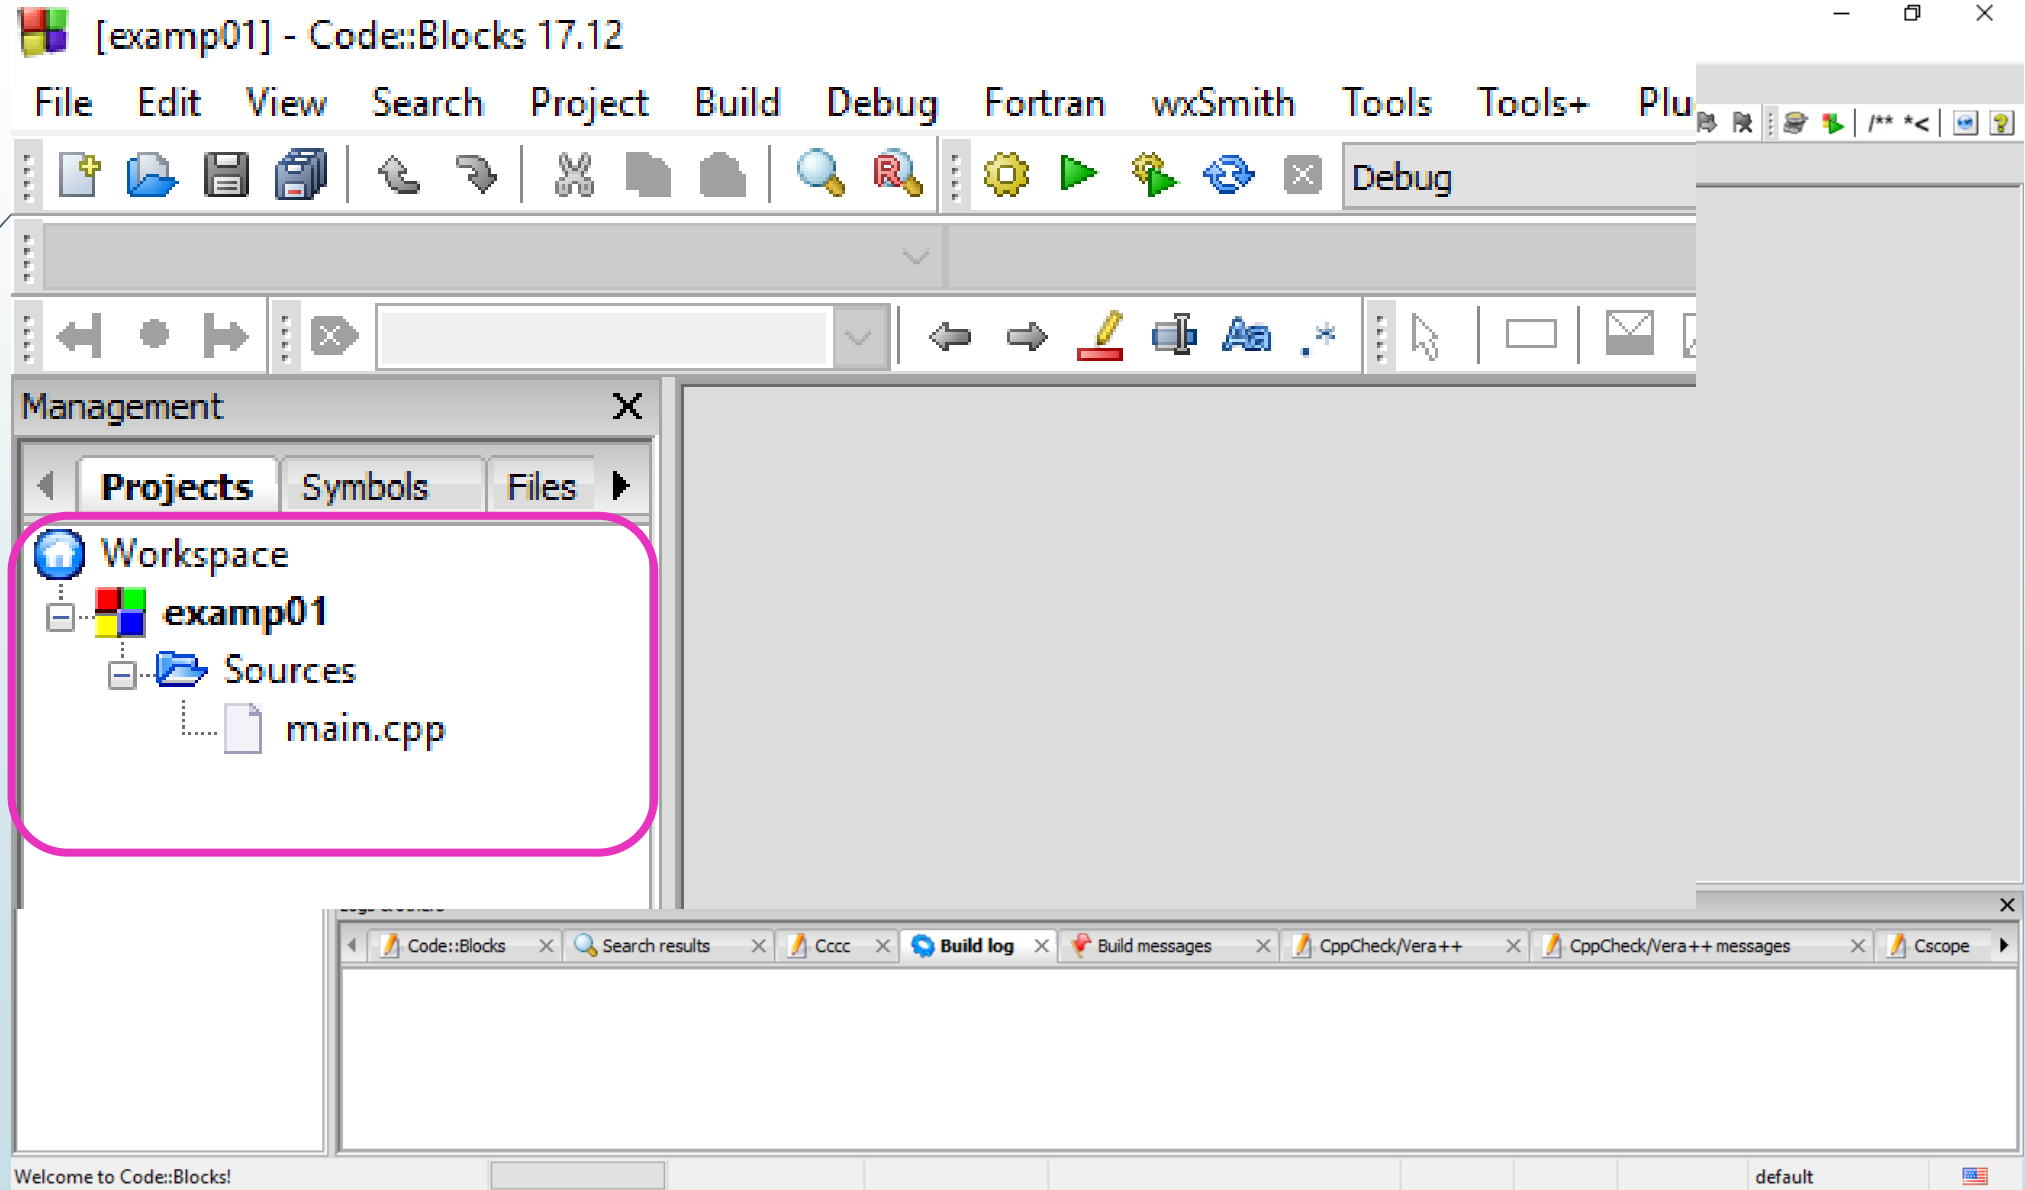 [examp01] - Code::Blocks 17.12
File Edit View Search Project Build Debug Fortran wxSmith Tools Tools+
/** *<
Debug
Aa .*
Management
Projects Symbols Files
Workspace
examp01
Sources
main.cpp
Code::Blocks Search results Cccc Build log Build messages CppCheck/Vera++ CppCheck/Vera++ messages Cscope
Welcome to Code::Blocks! default